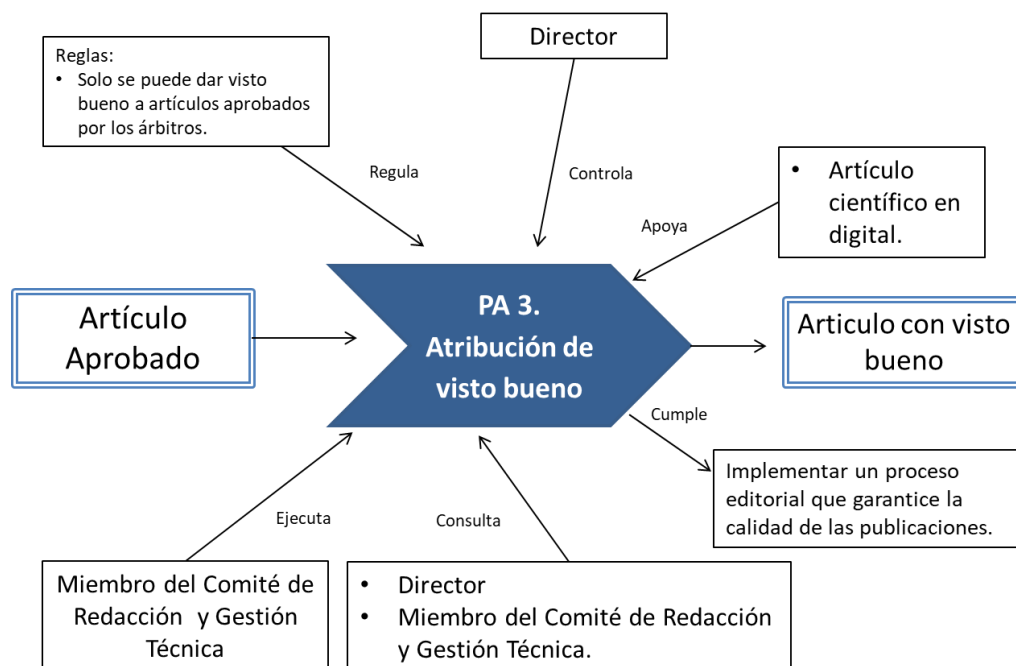 Director
Reglas:
• Solo se puede dar visto
bueno a artículos aprobados
por los árbitros.
Regula
Controla
Apoya
• Artículo
científico en
digital.
Artículo
Aprobado
PA 3.
Atribución de
visto bueno
Articulo con visto
bueno
Cumple
Implementar un proceso
editorial que garantice la
calidad de las publicaciones.
Ejecuta
Consulta
Miembro del Comité de
Redacción y Gestión
Técnica
• Director
• Miembro del Comité de Redacción
y Gestión Técnica.